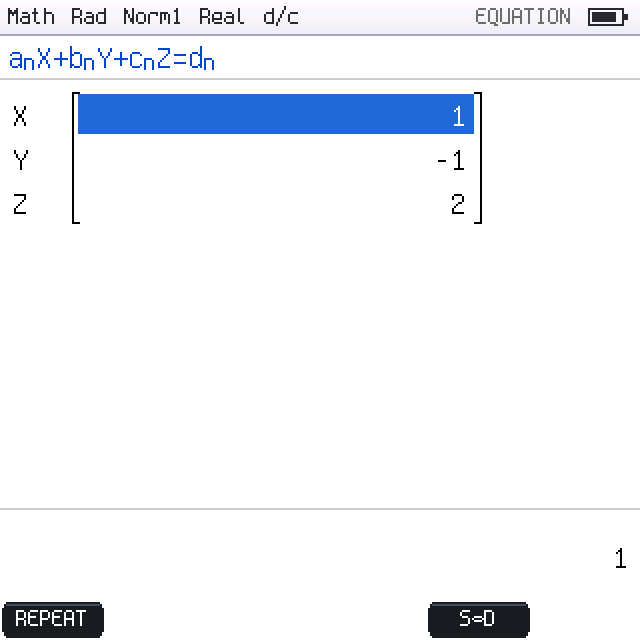 Math Rad Norm1 Real d/c EQUATION
anX+bnY+cnZ=dn
X 1
Y -1
Z 2
1
REPEAT S⇔D